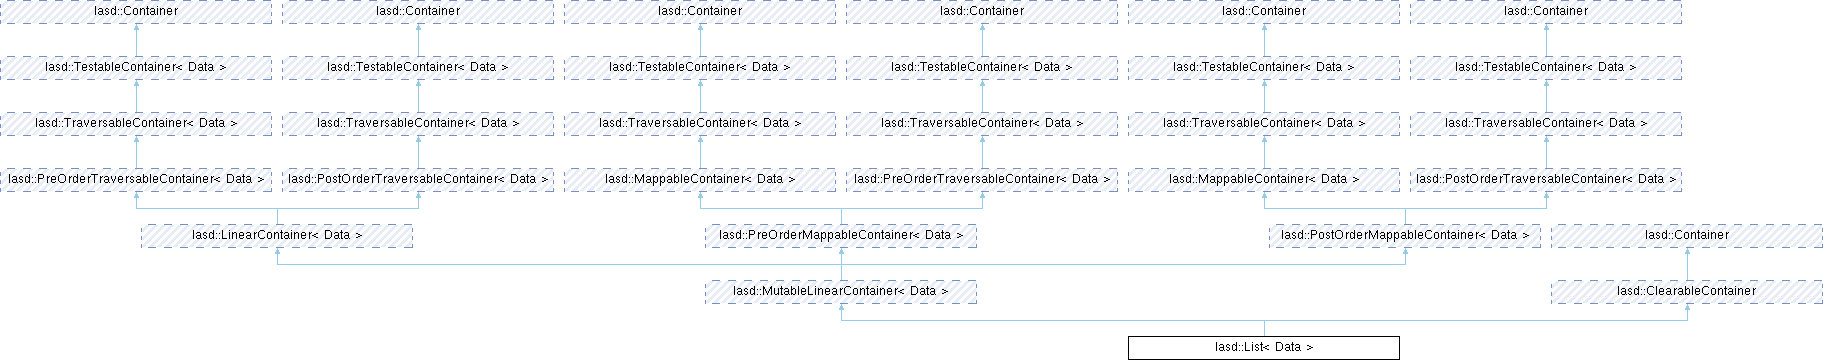 lasd::Container lasd::Container lasd::Container lasd::Container lasd::Container lasd::Container
lasd::TestableContainer< Data > lasd::TestableContainer< Data > lasd::TestableContainer< Data > lasd::TestableContainer< Data > lasd::TestableContainer< Data > lasd::TestableContainer< Data >
lasd::TraversableContainer< Data > lasd::TraversableContainer< Data > lasd::TraversableContainer< Data > lasd::TraversableContainer< Data > lasd::TraversableContainer< Data > lasd::TraversableContainer< Data >
lasd::PreOrderTraversableContainer< Data > lasd::PostOrderTraversableContainer< Data > lasd::MappableContainer< Data > lasd::PreOrderTraversableContainer< Data > lasd::MappableContainer< Data > lasd::PostOrderTraversableContainer< Data >
lasd::LinearContainer< Data > lasd::PreOrderMappableContainer< Data > lasd::PostOrderMappableContainer< Data > lasd::Container
lasd::MutableLinearContainer< Data > lasd::ClearableContainer
lasd::List< Data >